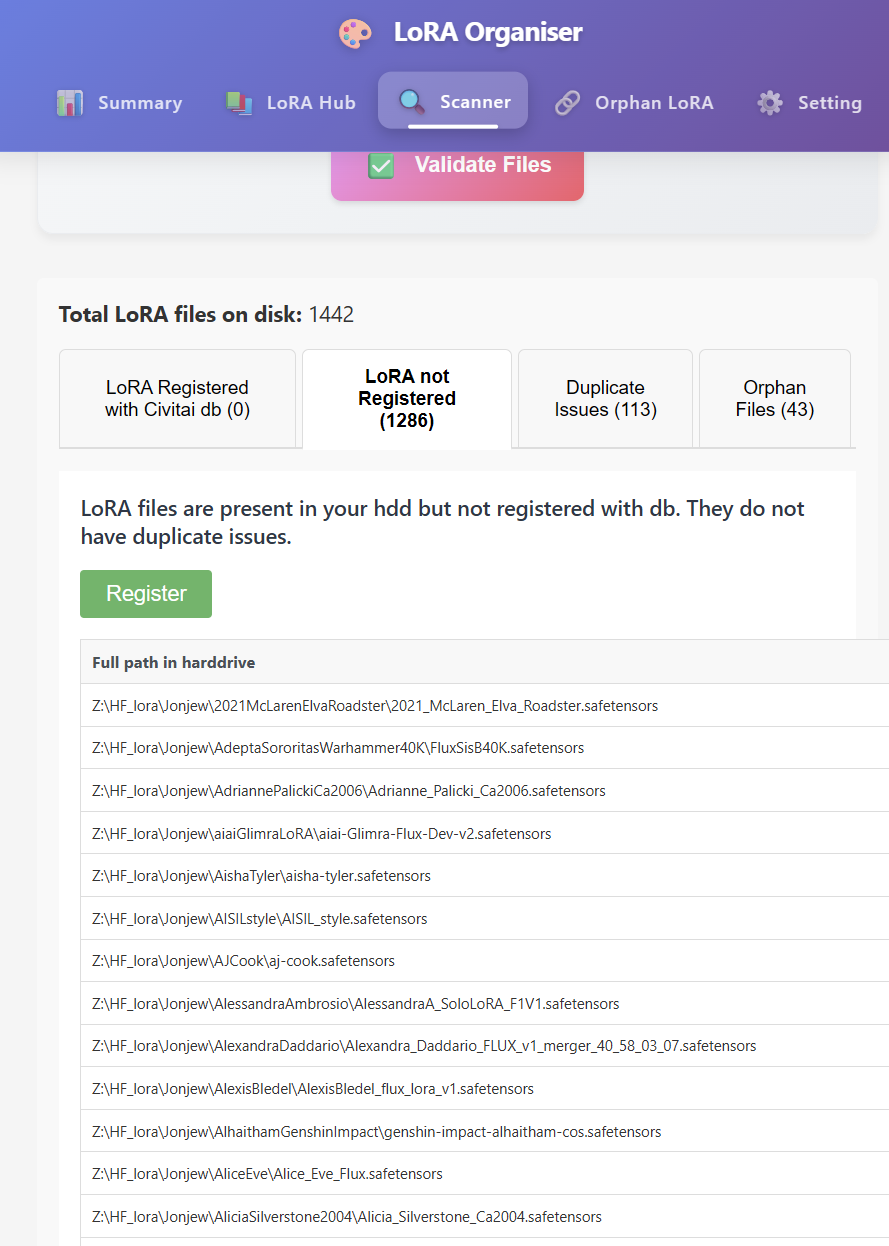 LoRA Organiser
Summary
LoRA Hub
Scanner
Orphan LoRA
Setting
Validate Files
Total LoRA files on disk: 1442
LoRA Registered
with Civitai db (0)
LoRA not
Registered
(1286)
Duplicate
Issues (113)
Orphan
Files (43)
LoRA files are present in your hdd but not registered with db. They do not
have duplicate issues.
Register
Full path in harddrive
Z:\HF_lora\Jonjew\2021McLarenElvaRoadster\2021_McLaren_Elva_Roadster.safetensors
Z:\HF_lora\Jonjew\AdeptaSororitasWarhammer40K\FluxSisB40K.safetensors
Z:\HF_lora\Jonjew\AdriannePalickiCa2006\Adrianne_Palicki_Ca2006.safetensors
Z:\HF_lora\Jonjew\aiaiGlimraLoRA\aiai-Glimra-Flux-Dev-v2.safetensors
Z:\HF_lora\Jonjew\AishaTyler\aisha-tyler.safetensors
Z:\HF_lora\Jonjew\AISILstyle\AISIL_style.safetensors
Z:\HF_lora\Jonjew\AJCook\aj-cook.safetensors
Z:\HF_lora\Jonjew\AlessandraAmbrosio\AlessandraA_SoloLoRA_F1V1.safetensors
Z:\HF_lora\Jonjew\AlexandraDaddario\Alexandra_Daddario_FLUX_v1_merger_40_58_03_07.safetensors
Z:\HF_lora\Jonjew\AlexisBledel\AlexisBledel_flux_lora_v1.safetensors
Z:\HF_lora\Jonjew\AlhaithamGenshinImpact\genshin-impact-alhaitham-cos.safetensors
Z:\HF_lora\Jonjew\AliceEve\Alice_Eve_Flux.safetensors
Z:\HF_lora\Jonjew\AliciaSilverstone2004\Alicia_Silverstone_Ca2004.safetensors